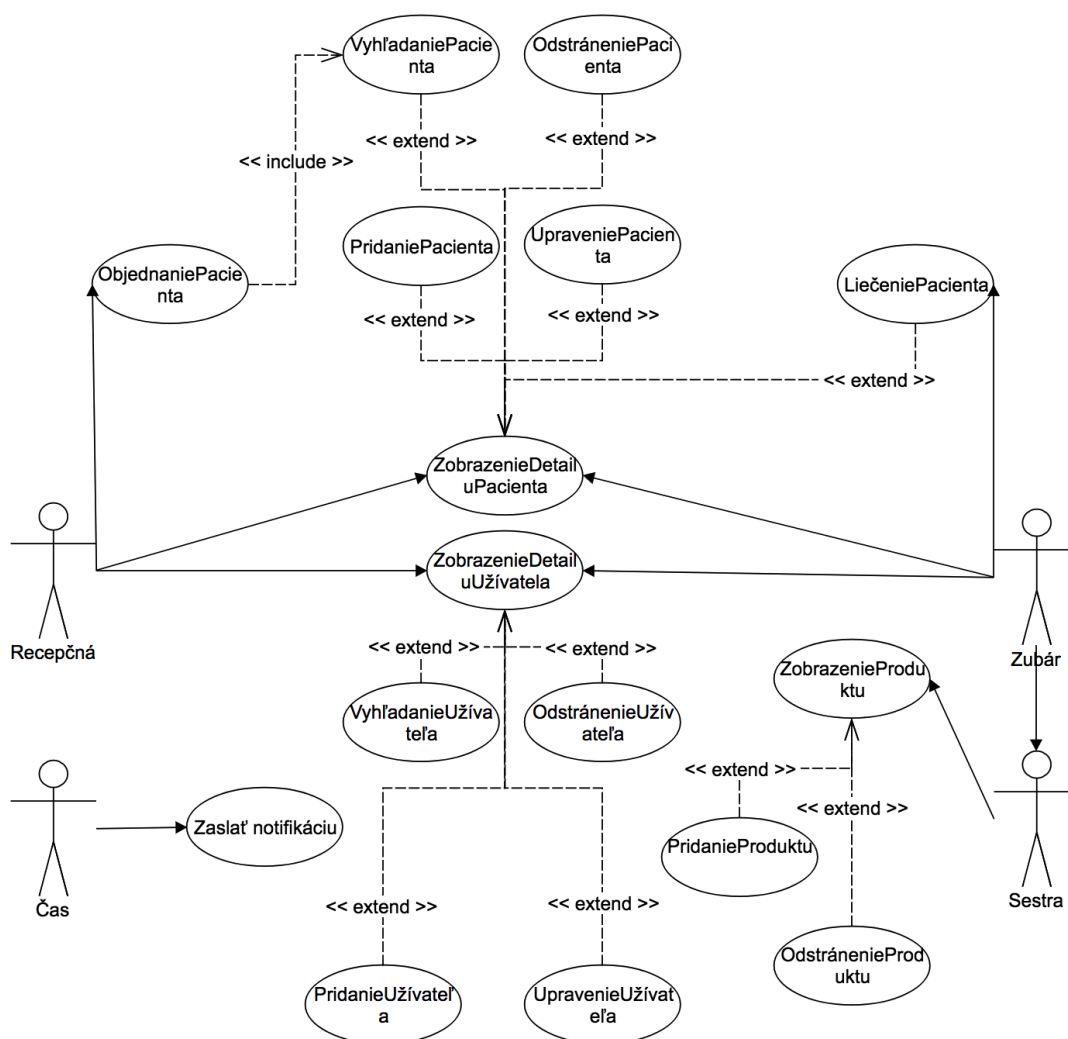 VyhľadaniePacie
nta
OdstráneniePaci
enta
<< extend >>
<< extend >>
<< include >>
PridaniePacienta
UpraveniePacien
ta
ObjednaniePacie
nta
LiečeniePacienta
<< extend >>
<< extend >>
<< extend >>
ZobrazenieDetail
uPacienta
ZobrazenieDetail
uUžívatela
Recepčná
Zubár
<< extend >>
<< extend >>
ZobrazenieProdu
ktu
VyhľadanieUžíva
teľa
OdstránenieUžív
ateľa
<< extend >>
<< extend >>
Zaslať notifikáciu
PridanieProduktu
Čas
Sestra
<< extend >>
<< extend >>
OdstránenieProd
uktu
PridanieUžívateľ
a
UpravenieUžívat
eľa